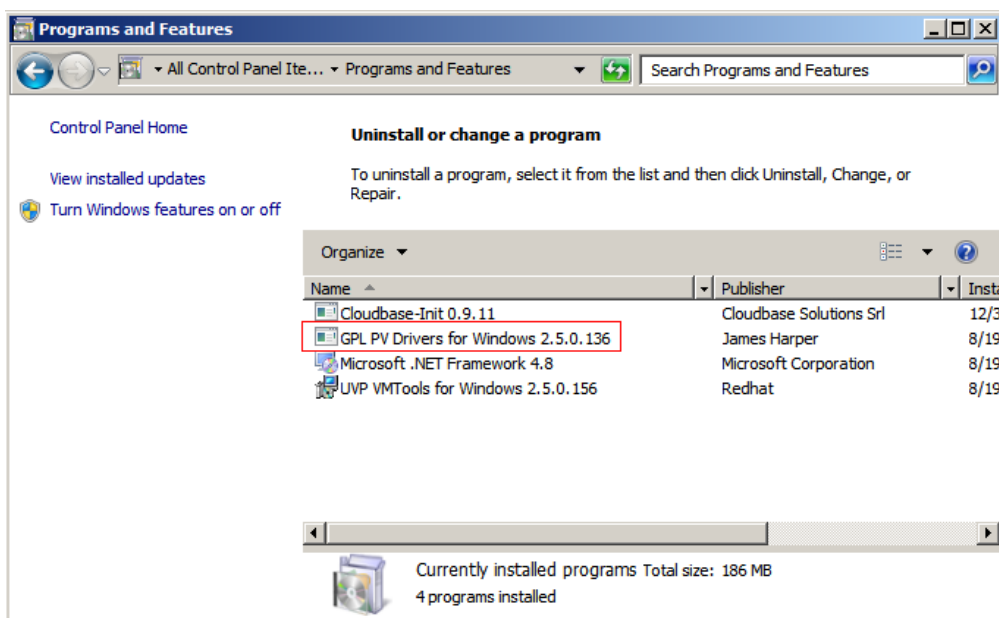 Programs and Features
All Control Panel Ite... Programs and Features
Search Programs and Features
Control Panel Home
View installed updates
Turn Windows features on or off
Uninstall or change a program
To uninstall a program, select it from the list and then click Uninstall, Change, or
Repair.
Organize
Name Publisher Insta
Cloudbase-Init 0.9.11 Cloudbase Solutions Srl 12/3
GPL PV Drivers for Windows 2.5.0.136 James Harper 8/19
Microsoft .NET Framework 4.8 Microsoft Corporation 8/19
UVP VMTools for Windows 2.5.0.156 Redhat 8/19
Currently installed programs Total size: 186 MB
4 programs installed